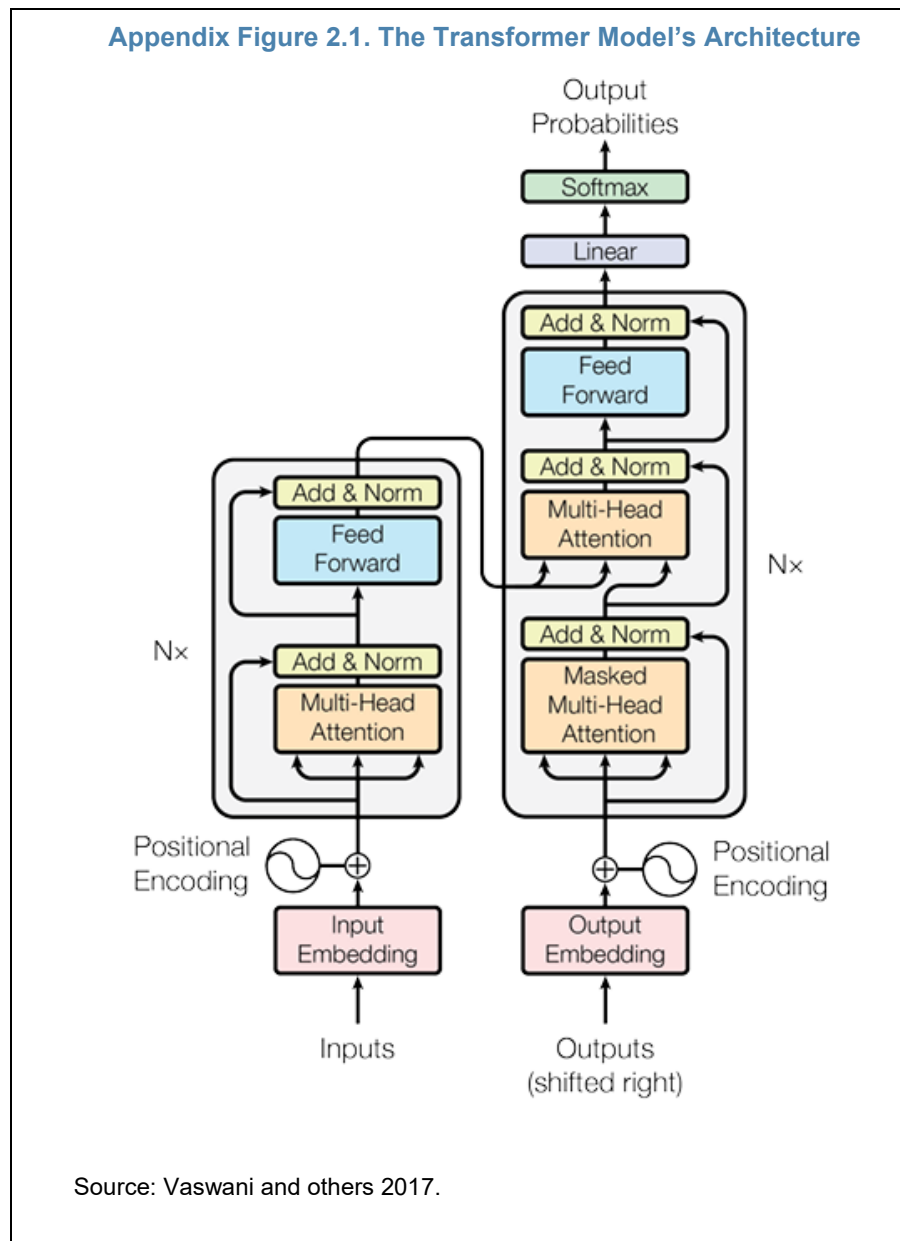 Appendix Figure 2.1. The Transformer Model's Architecture
Output
Probabilities
Softmax
Linear
Add & Norm
Feed
Forward
Add & Norm
Multi-Head
Attention
Add & Norm
Masked
Multi-Head
Attention
Nx
Add & Norm
Feed
Forward
Add & Norm
Multi-Head
Attention
Nx
Positional
Encoding
Positional
Encoding
Input
Embedding
Output
Embedding
Inputs
Outputs
(shifted right)
Source: Vaswani and others 2017.